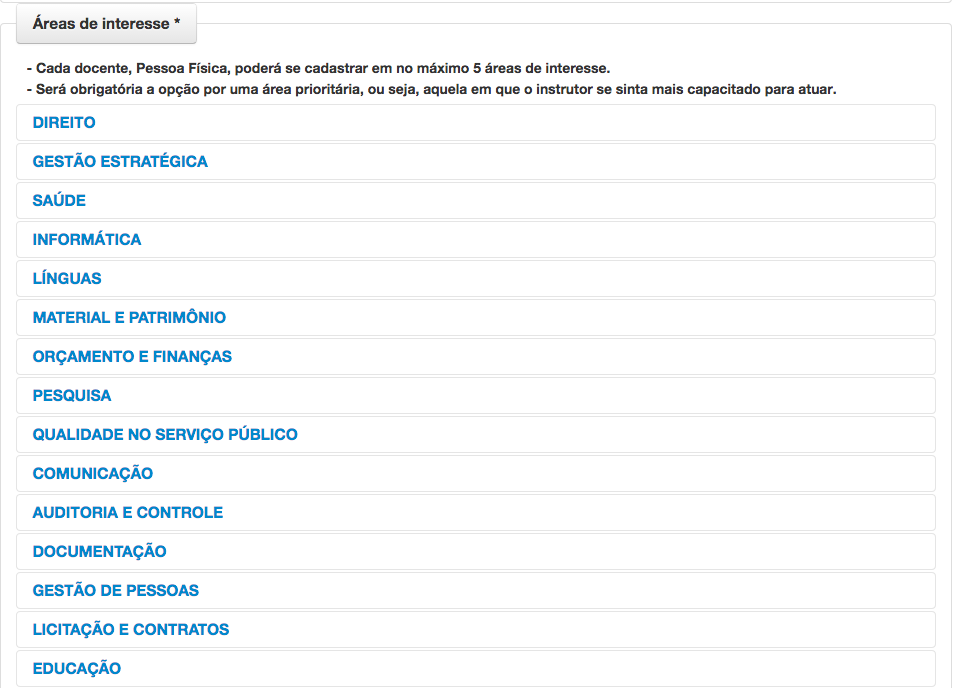 Áreas de interesse *
- Cada docente, Pessoa Física, poderá se cadastrar em no máximo 5 áreas de interesse.
- Será obrigatória a opção por uma área prioritária, ou seja, aquela em que o instrutor se sinta mais capacitado para atuar.
DIREITO
GESTÃO ESTRATÉGICA
SAÚDE
INFORMÁTICA
LÍNGUAS
MATERIAL E PATRIMÔNIO
ORÇAMENTO E FINANÇAS
PESQUISA
QUALIDADE NO SERVIÇO PÚBLICO
COMUNICAÇÃO
AUDITORIA E CONTROLE
DOCUMENTAÇÃO
GESTÃO DE PESSOAS
LICITAÇÃO E CONTRATOS
EDUCAÇÃO